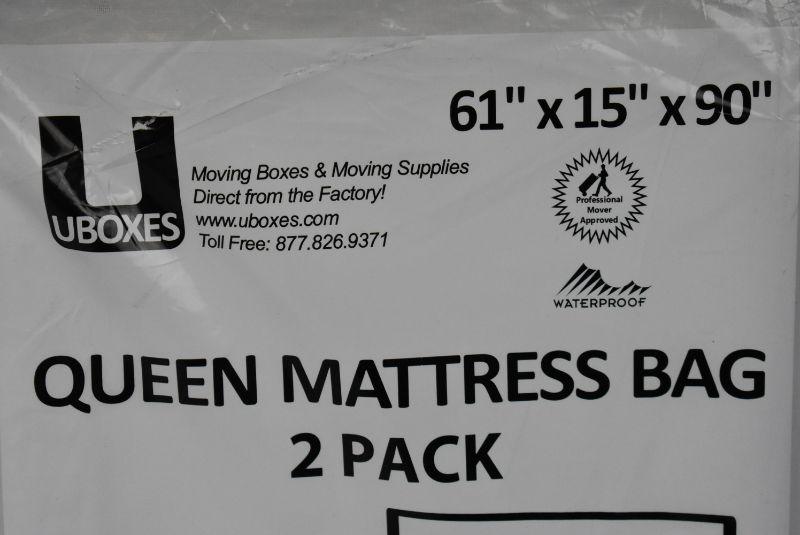 61" x 15" x 90"
UBOXES
Moving Boxes & Moving Supplies
Direct from the Factory!
www.uboxes.com
Toll Free: 877.826.9371
Professional
Mover
Approved
WATERPROOF
QUEEN MATTRESS BAG
2 PACK